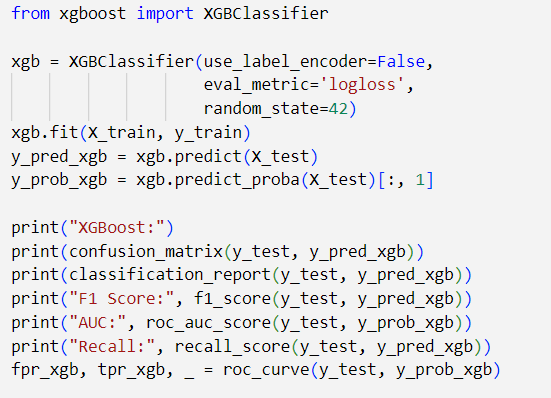 from xgboost import XGBClassifier
xgb = XGBClassifier(use_label_encoder=False,
eval_metric='logloss',
random_state=42)
xgb.fit(X_train, y_train)
y_pred_xgb = xgb.predict(X_test)
y_prob_xgb = xgb.predict_proba(X_test)[:, 1]
print("XGBoost:")
print(confusion_matrix(y_test, y_pred_xgb))
print(classification_report(y_test, y_pred_xgb))
print("F1 Score:", f1_score(y_test, y_pred_xgb))
print("AUC:", roc_auc_score(y_test, y_prob_xgb))
print("Recall:", recall_score(y_test, y_pred_xgb))
fpr_xgb, tpr_xgb, _ = roc_curve(y_test, y_prob_xgb)